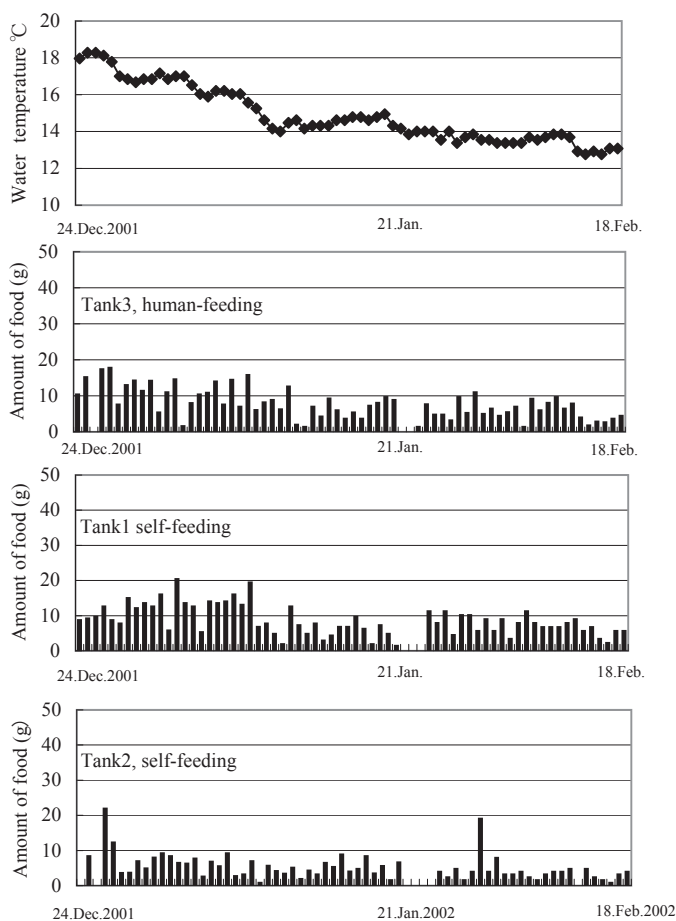 Water temperature ℃
20
18
16
14
12
10
24.Dec.2001
21.Jan.
18.Feb.
Amount of food (g)
50
40
30
20
10
0
Tank3, human-feeding
24.Dec.2001
21.Jan.
18.Feb.
Amount of food (g)
50
40
30
20
10
0
Tank1 self-feeding
24.Dec.2001
21.Jan.
18.Feb.
Amount of food (g)
50
40
30
20
10
0
Tank2, self-feeding
24.Dec.2001
21.Jan.2002
18.Feb.2002